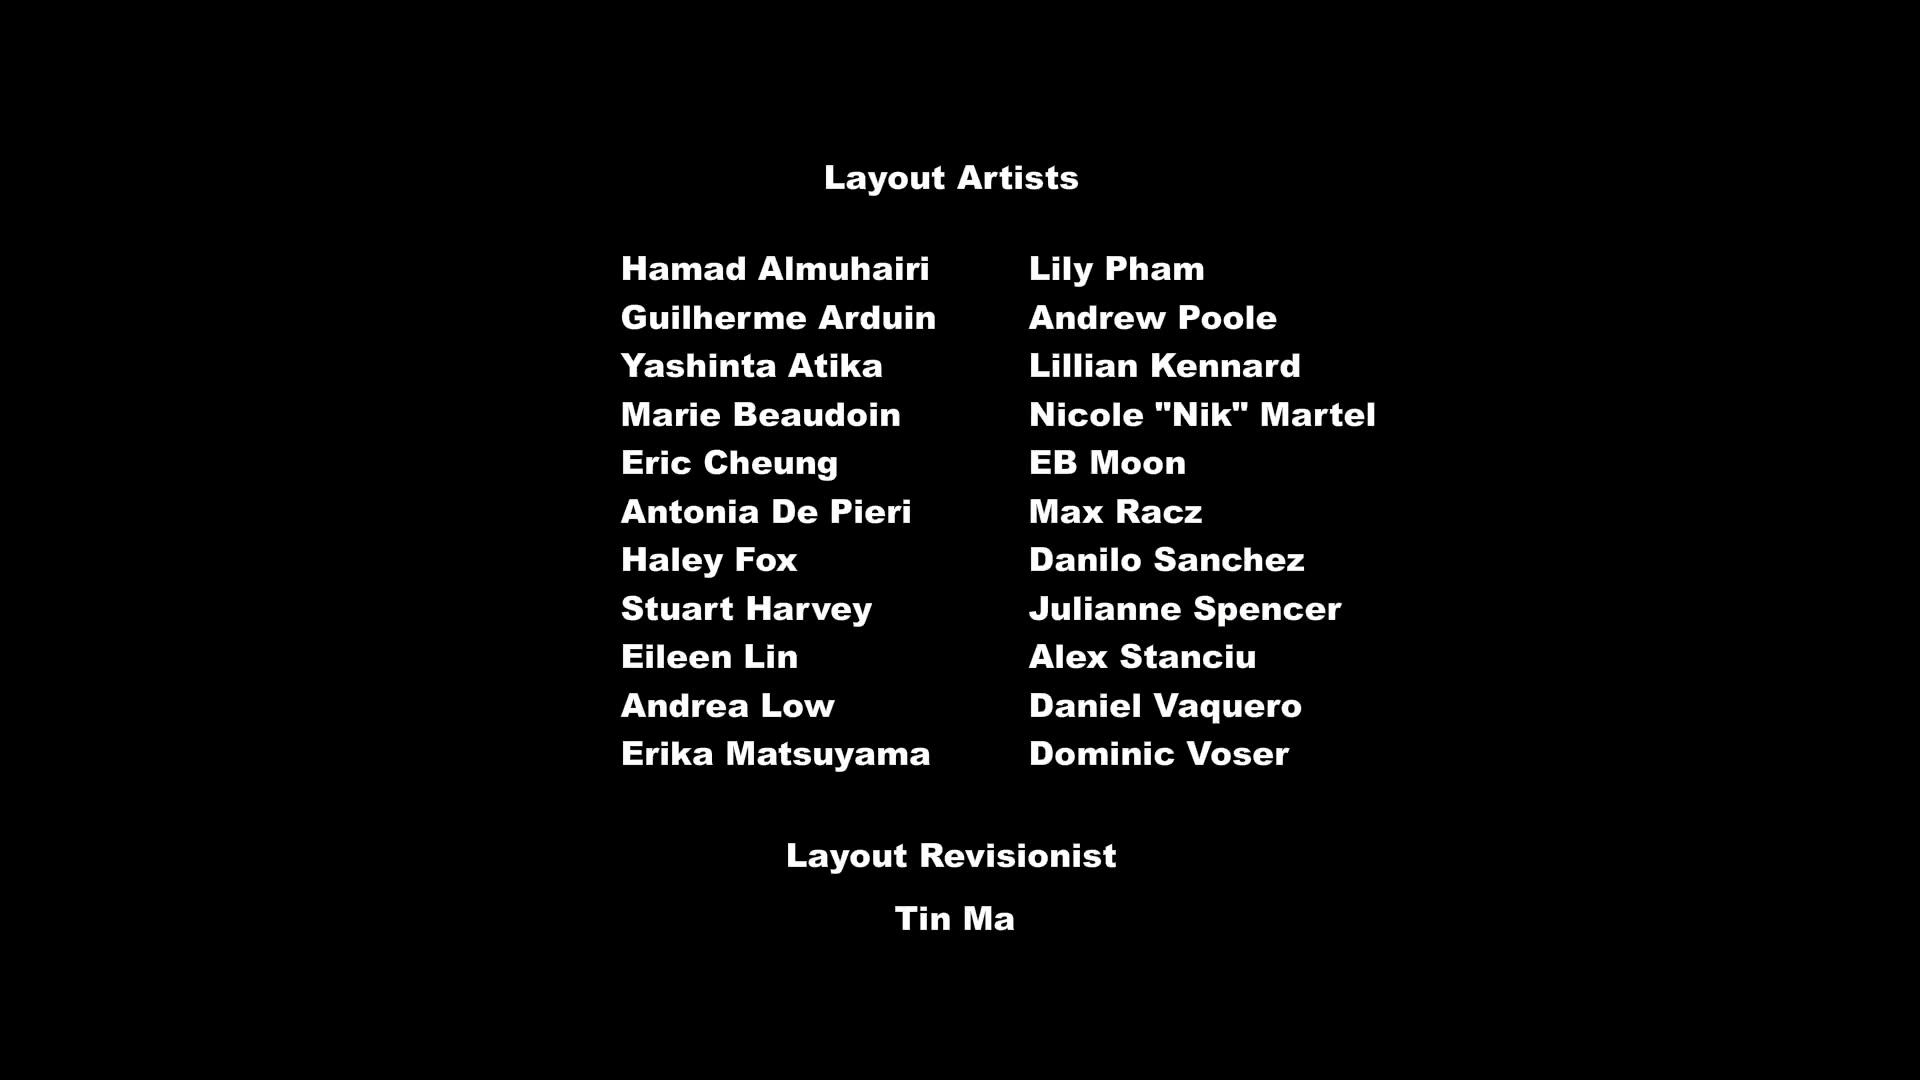 Layout Artists
Hamad Almuhairi
Guilherme Arduin
Yashinta Atika
Marie Beaudoin
Eric Cheung
Antonia De Pieri
Haley Fox
Stuart Harvey
Eileen Lin
Andrea Low
Erika Matsuyama
Lily Pham
Andrew Poole
Lillian Kennard
Nicole "Nik" Martel
EB Moon
Max Racz
Danilo Sanchez
Julianne Spencer
Alex Stanciu
Daniel Vaquero
Dominic Voser
Layout Revisionist
Tin Ma